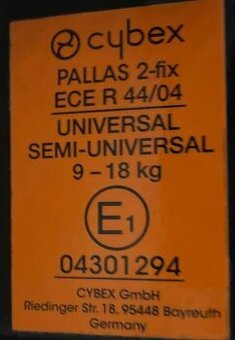 cybex
PALLAS 2-fix
ECE R 44/04
UNIVERSAL
SEMI-UNIVERSAL
9 – 18 kg
E1
04301294
CYBEX GmbH
Riedinger Str. 18, 95448 Bayreuth
Germany